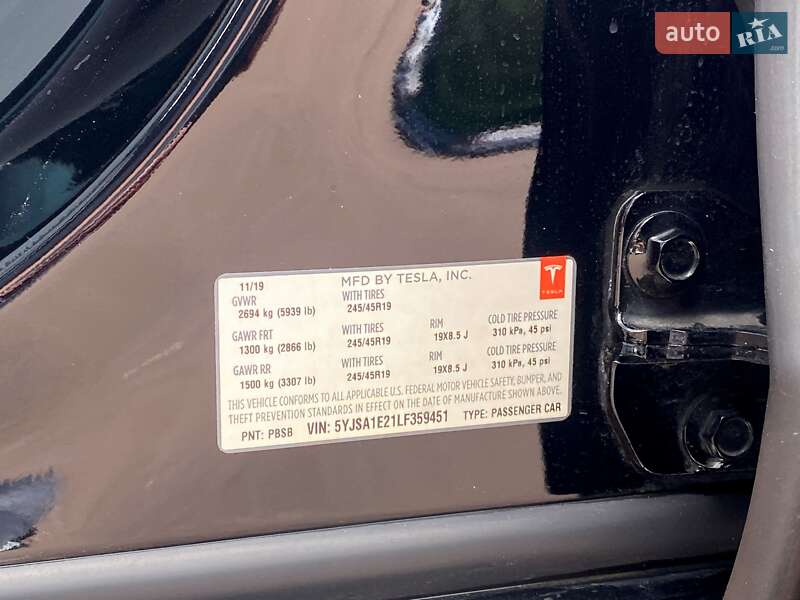 auto RIA.com
MFD BY TESLA, INC.
TESLA
11/19
GVWR WITH TIRES
2694 kg (5939 lb) 245/45R19
GAWR FRT WITH TIRES RIM COLD TIRE PRESSURE
1300 kg (2866 lb) 245/45R19 19X8.5 J 310 kPa, 45 psi
GAWR RR WITH TIRES RIM COLD TIRE PRESSURE
1500 kg (3307 lb) 245/45R19 19X8.5 J 310 kPa, 45 psi
THIS VEHICLE CONFORMS TO ALL APPLICABLE U.S. FEDERAL MOTOR VEHICLE SAFETY, BUMPER, AND
THEFT PREVENTION STANDARDS IN EFFECT ON THE DATE OF MANUFACTURE SHOWN ABOVE.
PNT: PBSB VIN: 5YJSA1E21LF359451 TYPE: PASSENGER CAR